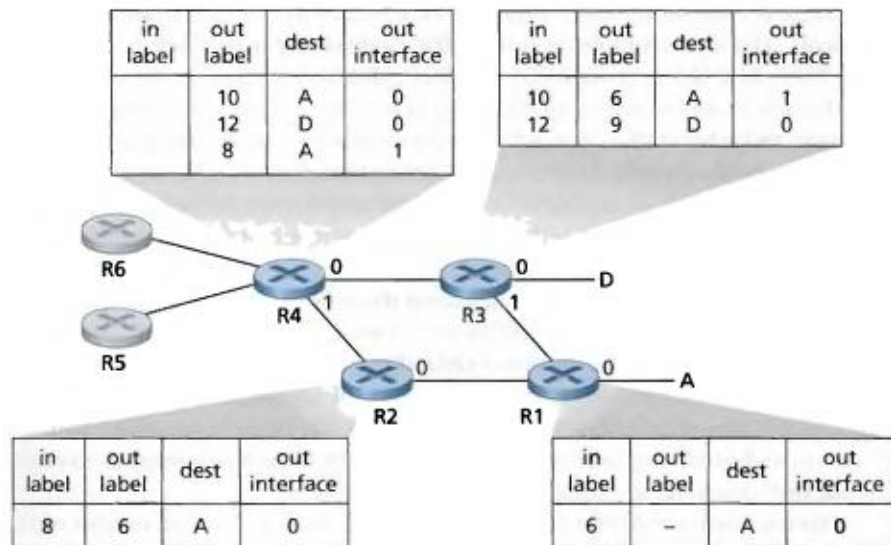 in label out label dest out interface
10 A 0
12 D 0
8 A 1
in label out label dest out interface
10 6 A 1
12 9 D 0
R6
R5
R4
0
1
R3
0
1
D
R2
0
R1
0
A
in label out label dest out interface
8 6 A 0
in label out label dest out interface
6 – A 0